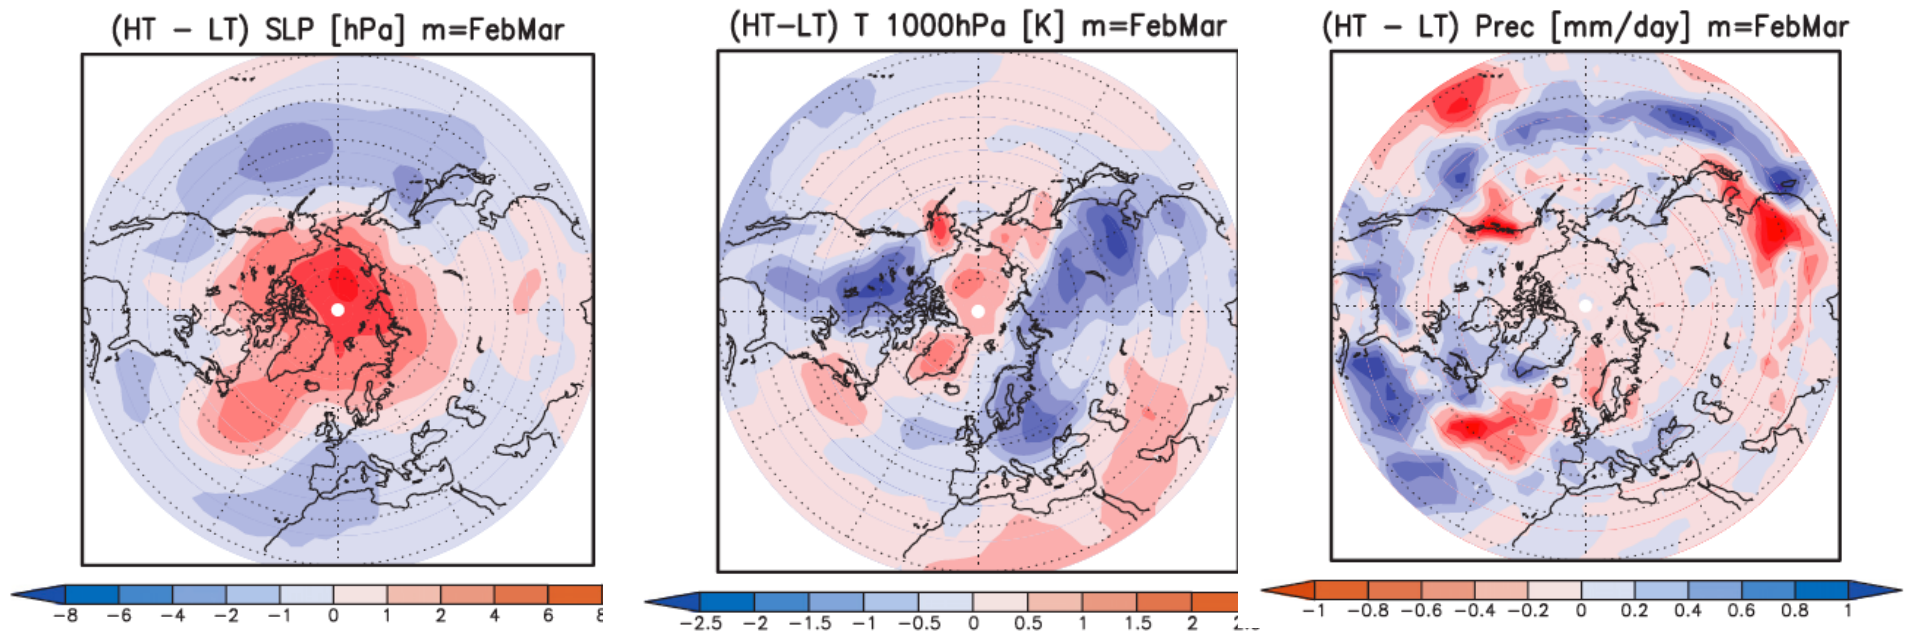 (HT – LT) SLP [hPa] m=FebMar
(HT–LT) T 1000hPa [K] m=FebMar
(HT – LT) Prec [mm/day] m=FebMar
–8 –6 –4 –2 –1 0 1 2 4 6 8
–2.5 –2 –1.5 –1 –0.5 0 0.5 1 1.5 2
–1 –0.8 –0.6 –0.4 –0.2 0 0.2 0.4 0.6 0.8 1